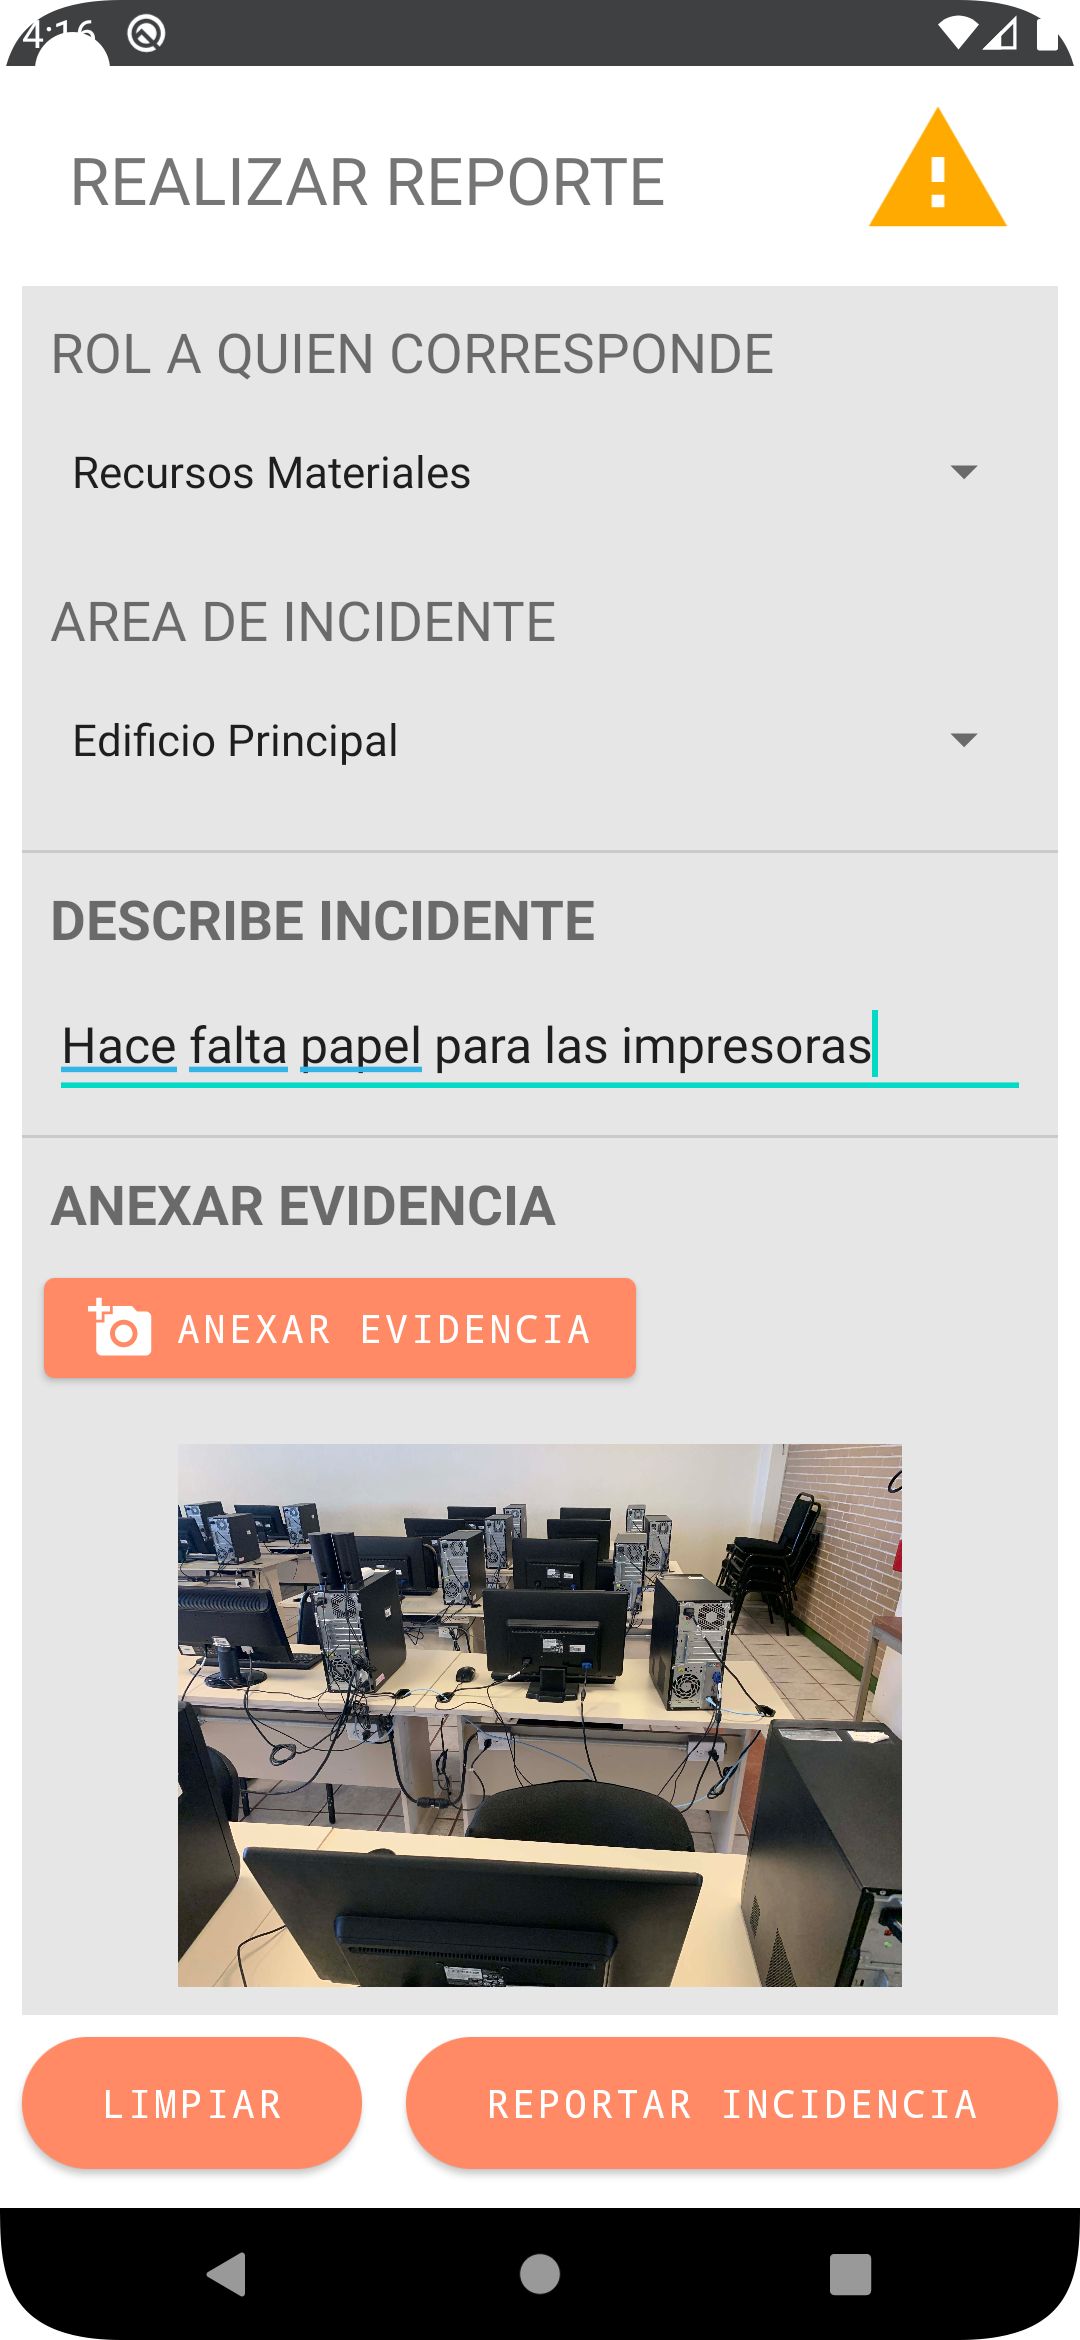 4:16
REALIZAR REPORTE
ROL A QUIEN CORRESPONDE
Recursos Materiales
AREA DE INCIDENTE
Edificio Principal
DESCRIBE INCIDENTE
Hace falta papel para las impresoras
ANEXAR EVIDENCIA
ANEXAR EVIDENCIA
LIMPIAR
REPORTAR INCIDENCIA